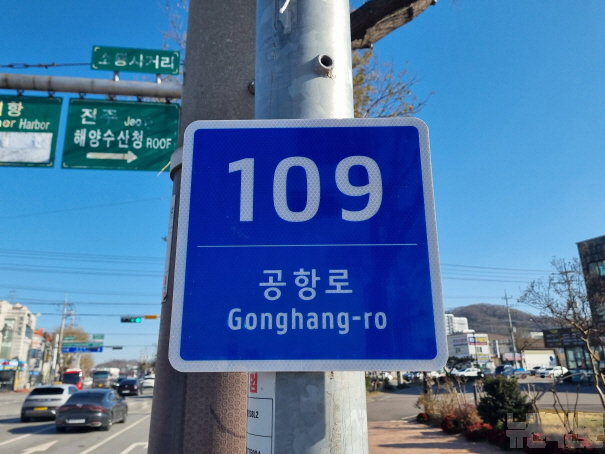 소룡사거리
전주
Jeo
해양수산청 ROOF
er Harbor
109
공항로
Gonghang-ro